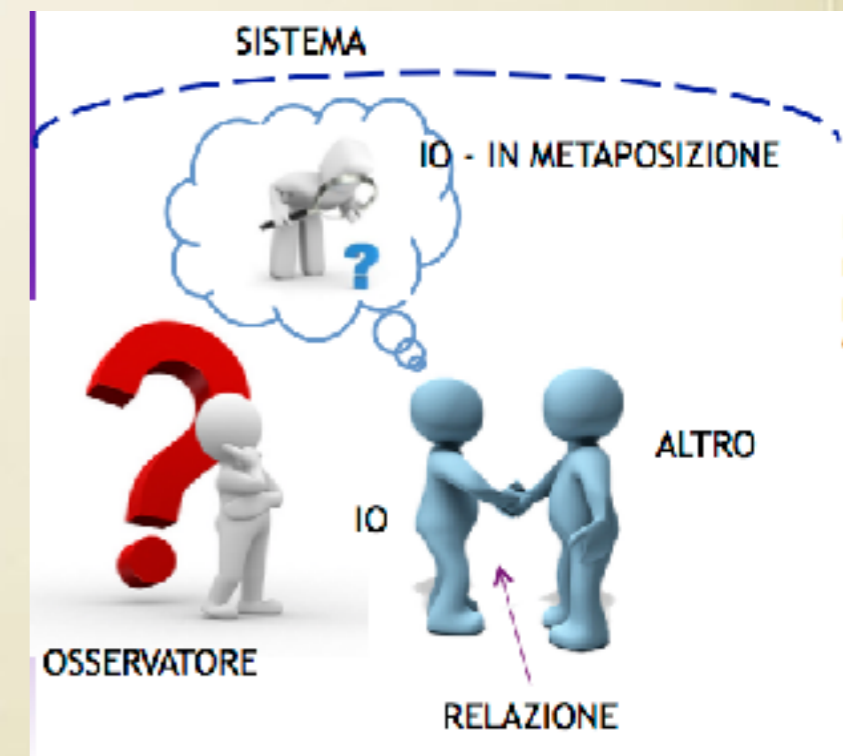 SISTEMA
IO - IN METAPOSIZIONE
?
?
ALTRO
IO
OSSERVATORE
RELAZIONE